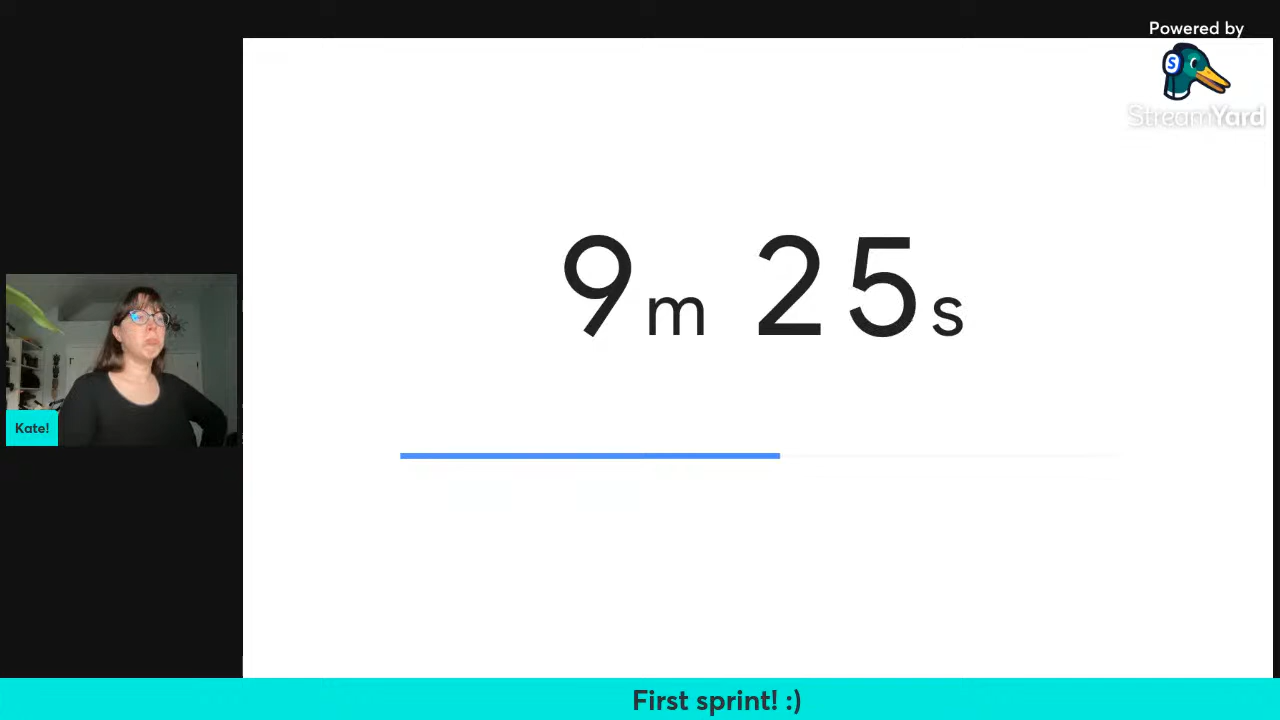 Powered by
S
StreamYard
9m 25s
Kate!
First sprint! :)